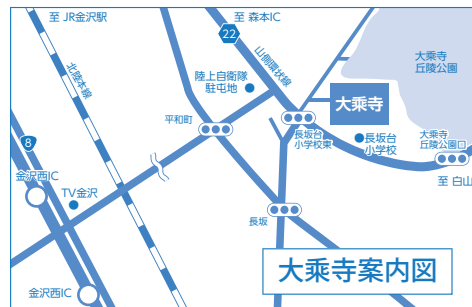 至 JR金沢駅
至 森本IC
22
山側環状線
大乗寺
丘陵公園
北陸本線
陸上自衛隊
駐屯地
大乗寺
平和町
長坂台
小学校東
長坂台
小学校
大乗寺
丘陵公園口
8
金沢西IC
至 白山
TV金沢
長坂
金沢西IC
大乗寺案内図